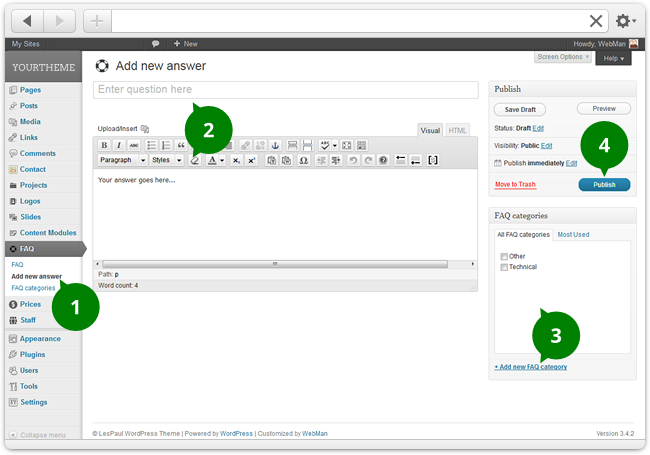 My Sites
New
Howdy, WebMan
YOURTHEME
Add new answer
Screen Options
Help
Pages
Posts
Media
Links
Comments
Contact
Projects
Logos
Slides
Content Modules
FAQ
FAQ
Add new answer
FAQ categories
Prices
Staff
Appearance
Plugins
Users
Tools
Settings
Collapse menu
1
Enter question here
2
Upload/Insert
Visual
HTML
B I ABC
Paragraph
Styles
Your answer goes here...
Path: p
Word count: 4
Publish
Save Draft
Preview
Status: Draft Edit
Visibility: Public Edit
Publish immediately Edit
4
Move to Trash
Publish
FAQ categories
All FAQ categories
Most Used
Other
Technical
3
+ Add new FAQ category
© LesPaul WordPress Theme | Powered by WordPress | Customized by WebMan
Version 3.4.2